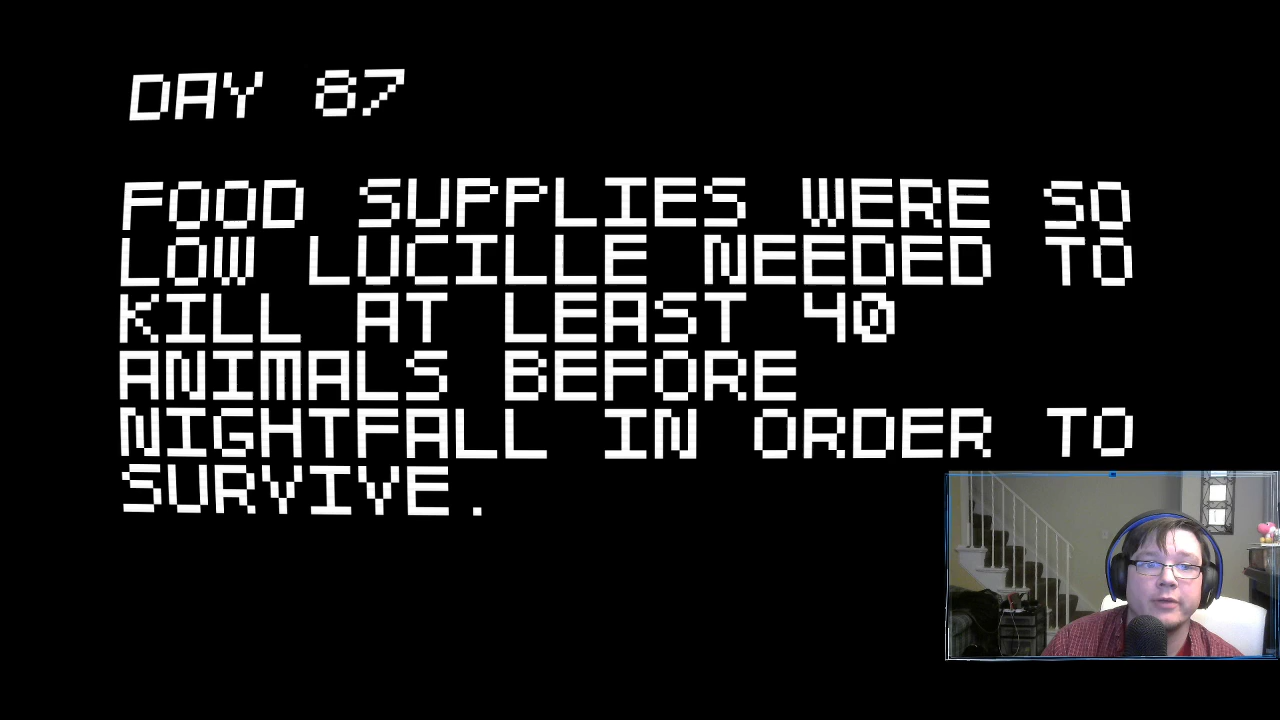 DAY 87
FOOD SUPPLIES WERE SO
LOW LUCILLE NEEDED TO
KILL AT LEAST 40
ANIMALS BEFORE
NIGHTFALL IN ORDER TO
SURVIVE.